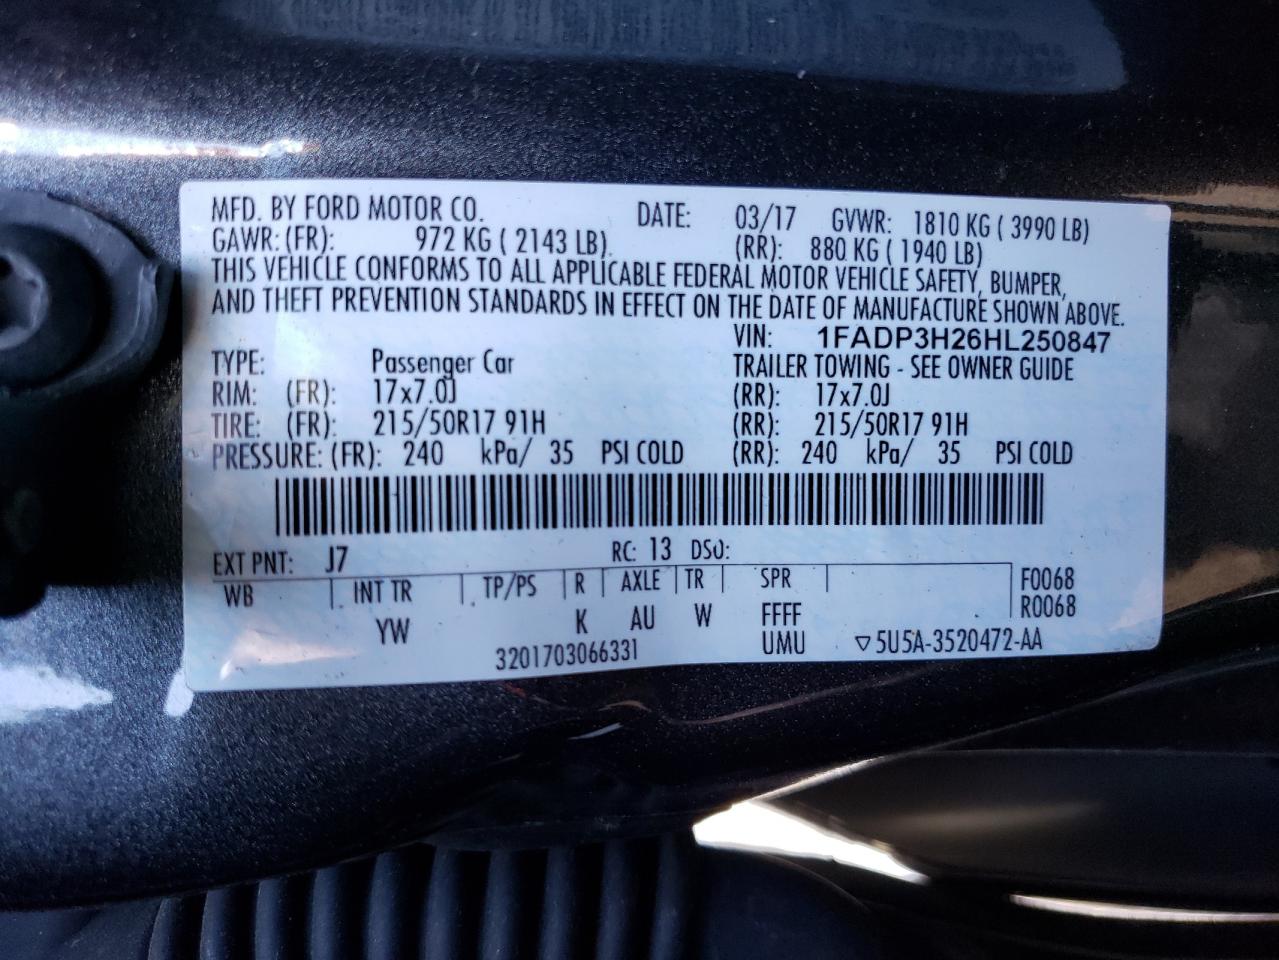 MFD. BY FORD MOTOR CO. DATE: 03/17 GVWR: 1810 KG ( 3990 LB)
GAWR: (FR): 972 KG ( 2143 LB) (RR): 880 KG ( 1940 LB)
THIS VEHICLE CONFORMS TO ALL APPLICABLE FEDERAL MOTOR VEHICLE SAFETY, BUMPER,
AND THEFT PREVENTION STANDARDS IN EFFECT ON THE DATE OF MANUFACTURE SHOWN ABOVE.
VIN: 1FADP3H26HL250847
TYPE: Passenger Car TRAILER TOWING - SEE OWNER GUIDE
RIM: (FR): 17x7.0J (RR): 17x7.0J
TIRE: (FR): 215/50R17 91H (RR): 215/50R17 91H
PRESSURE: (FR): 240 kPa/ 35 PSI COLD (RR): 240 kPa/ 35 PSI COLD
EXT PNT: J7 RC: 13 DSO:
WB INT TR TP/PS R AXLE TR SPR F0068
YW K AU W FFFF R0068
3201703066331 UMU ▽5U5A-3520472-AA